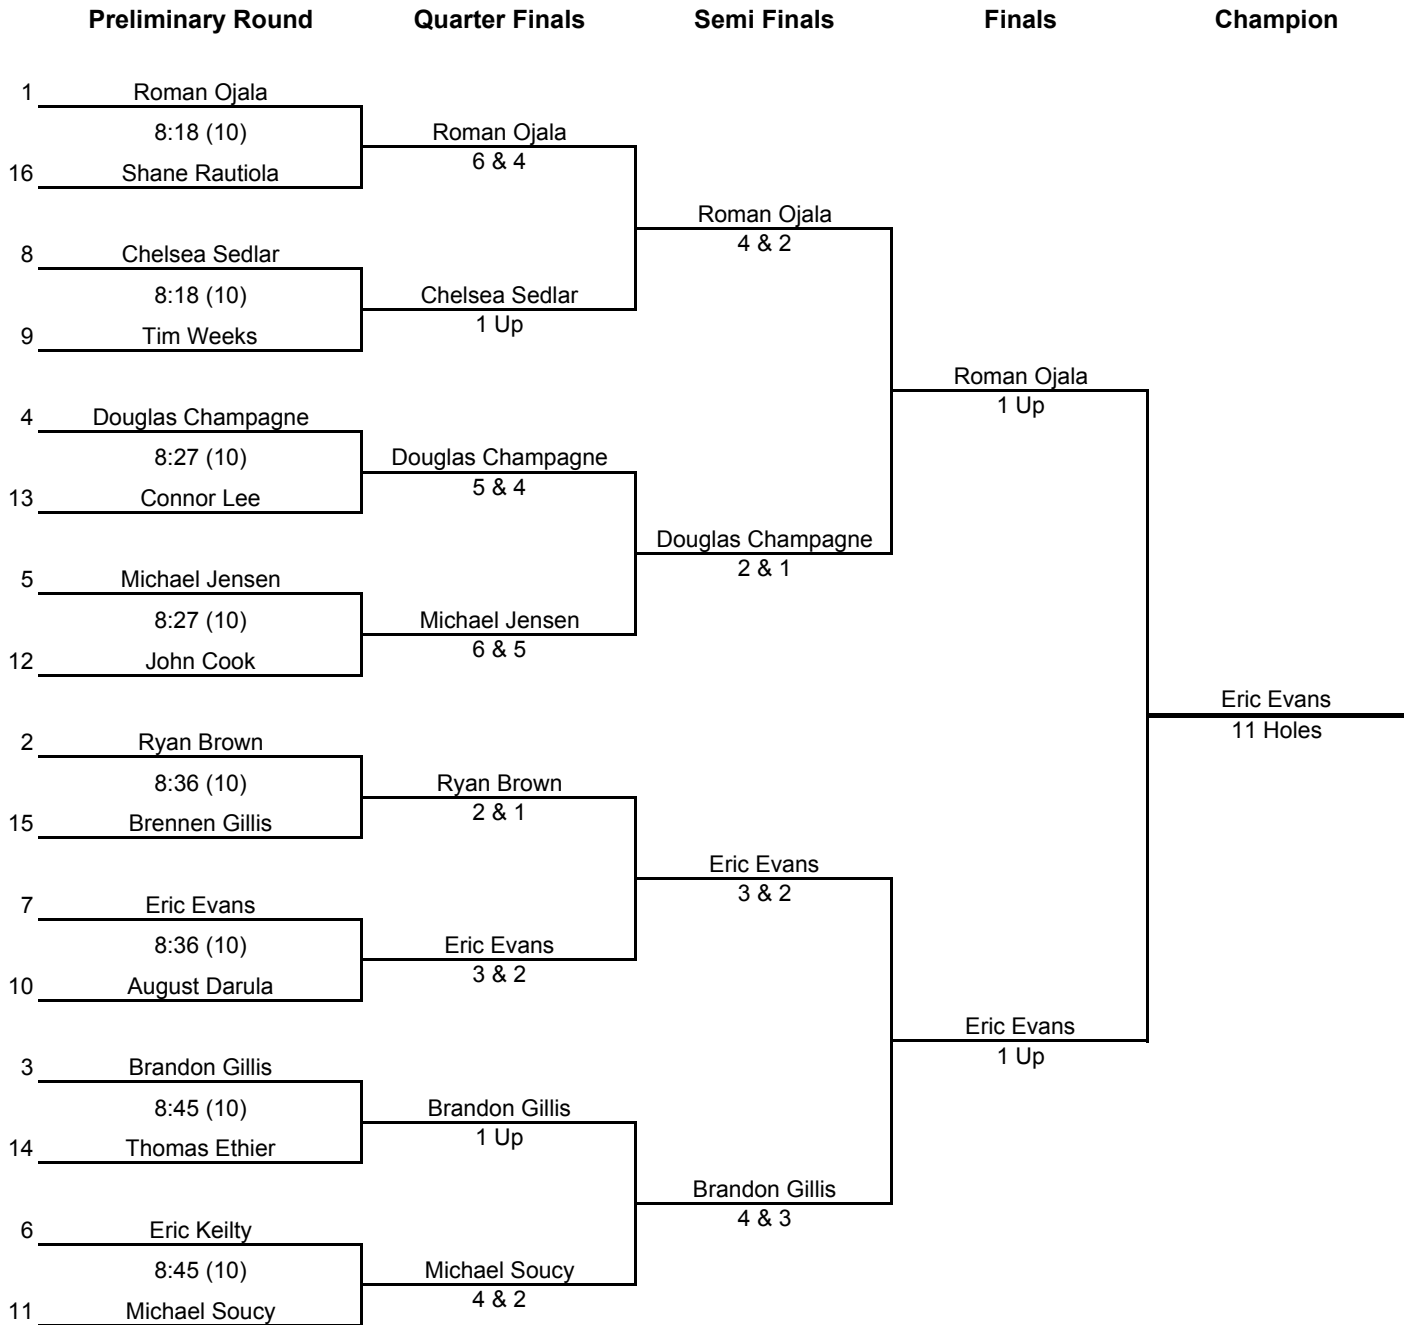 Preliminary Round Quarter Finals Semi Finals Finals Champion
1 Roman Ojala
8:18 (10)
16 Shane Rautiola
8 Chelsea Sedlar
8:18 (10)
9 Tim Weeks
4 Douglas Champagne
8:27 (10)
13 Connor Lee
5 Michael Jensen
8:27 (10)
12 John Cook
2 Ryan Brown
8:36 (10)
15 Brennen Gillis
7 Eric Evans
8:36 (10)
10 August Darula
3 Brandon Gillis
8:45 (10)
14 Thomas Ethier
6 Eric Keilty
8:45 (10)
11 Michael Soucy
Roman Ojala
6 & 4
Chelsea Sedlar
1 Up
Douglas Champagne
5 & 4
Michael Jensen
6 & 5
Ryan Brown
2 & 1
Eric Evans
3 & 2
Brandon Gillis
1 Up
Michael Soucy
4 & 2
Roman Ojala
4 & 2
Douglas Champagne
2 & 1
Eric Evans
3 & 2
Brandon Gillis
4 & 3
Roman Ojala
1 Up
Eric Evans
1 Up
Eric Evans
11 Holes